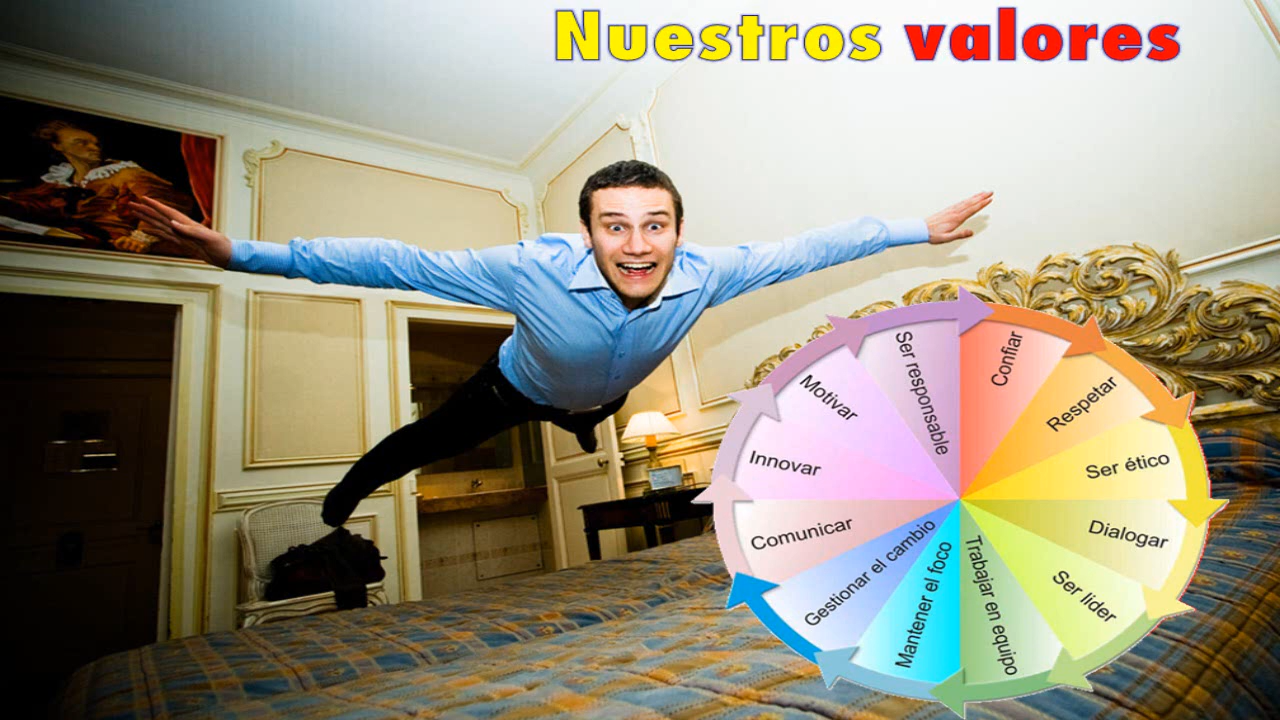 Nuestros valores
Confiar
Respetar
Ser ético
Dialogar
Ser lider
Trabajar en equipo
Mantener el foco
Gestionar el cambio
Comunicar
Innovar
Motivar
Ser responsable